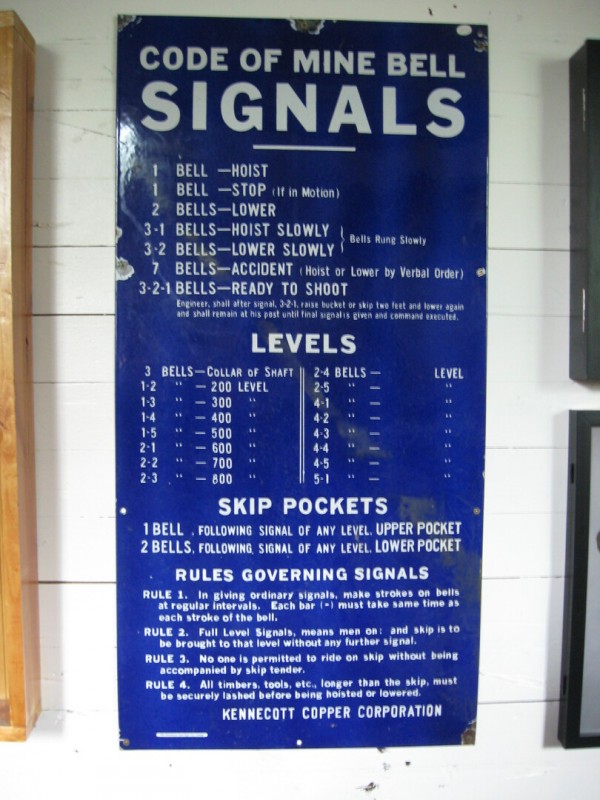 CODE OF MINE BELL
SIGNALS
1 BELL —HOIST
1 BELL —STOP (If in Motion)
2 BELLS—LOWER
3-1 BELLS—HOIST SLOWLY
3-2 BELLS—LOWER SLOWLY } Bells Rung Slowly
7 BELLS—ACCIDENT (Hoist or Lower by Verbal Order)
3-2-1 BELLS—READY TO SHOOT
Engineer, shall after signal, 3-2-1, raise bucket or skip two feet and lower again
and shall remain at his post until final signal is given and command executed.
LEVELS
3 BELLS—COLLAR OF SHAFT
1-2 " — 200 LEVEL
1-3 " — 300 "
1-4 " — 400 "
1-5 " — 500 "
2-1 " — 600 "
2-2 " — 700 "
2-3 " — 800 "
2-4 BELLS — LEVEL
2-5 " — "
4-1 " — "
4-2 " — "
4-3 " — "
4-4 " — "
4-5 " — "
5-1 " — "
SKIP POCKETS
1 BELL , FOLLOWING SIGNAL OF ANY LEVEL, UPPER POCKET
2 BELLS, FOLLOWING, SIGNAL OF ANY LEVEL, LOWER POCKET
RULES GOVERNING SIGNALS
RULE 1. In giving ordinary signals, make strokes on bells
at regular intervals. Each bar (-) must take same time as
each stroke of the bell.
RULE 2. Full Level Signals, means men on: and skip is to
be brought to that level without any further signal.
RULE 3. No one is permitted to ride on skip without being
accompanied by skip tender.
RULE 4. All timbers, tools, etc., longer than the skip, must
be securely lashed before being hoisted or lowered.
KENNECOTT COPPER CORPORATION